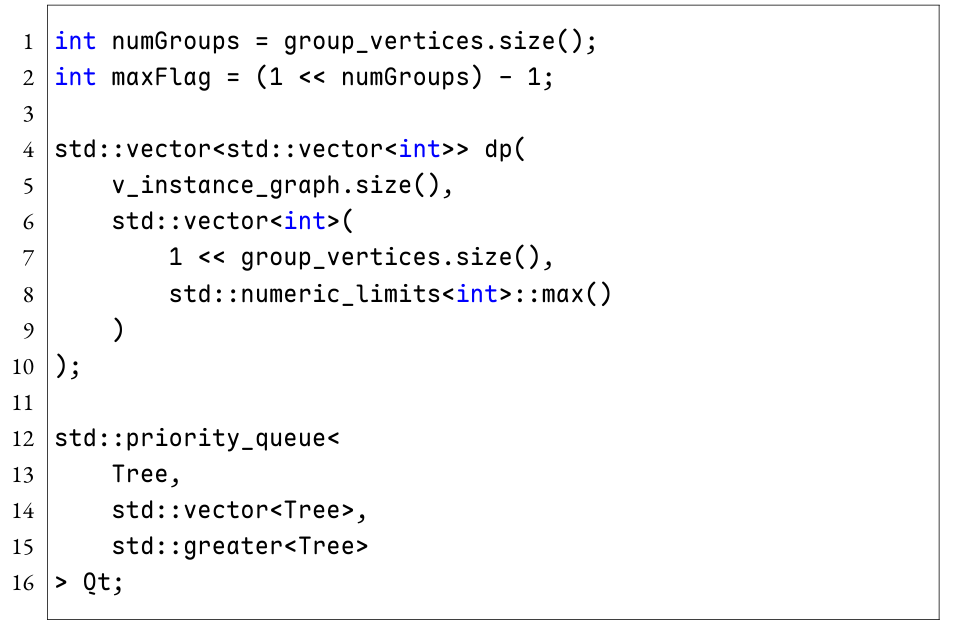 1 int numGroups = group_vertices.size();
2 int maxFlag = (1 << numGroups) - 1;
3
4 std::vector<std::vector<int>> dp(
5     v_instance_graph.size(),
6     std::vector<int>(
7         1 << group_vertices.size(),
8         std::numeric_limits<int>::max()
9     )
10 );
11
12 std::priority_queue<
13     Tree,
14     std::vector<Tree>,
15     std::greater<Tree>
16 > Qt;